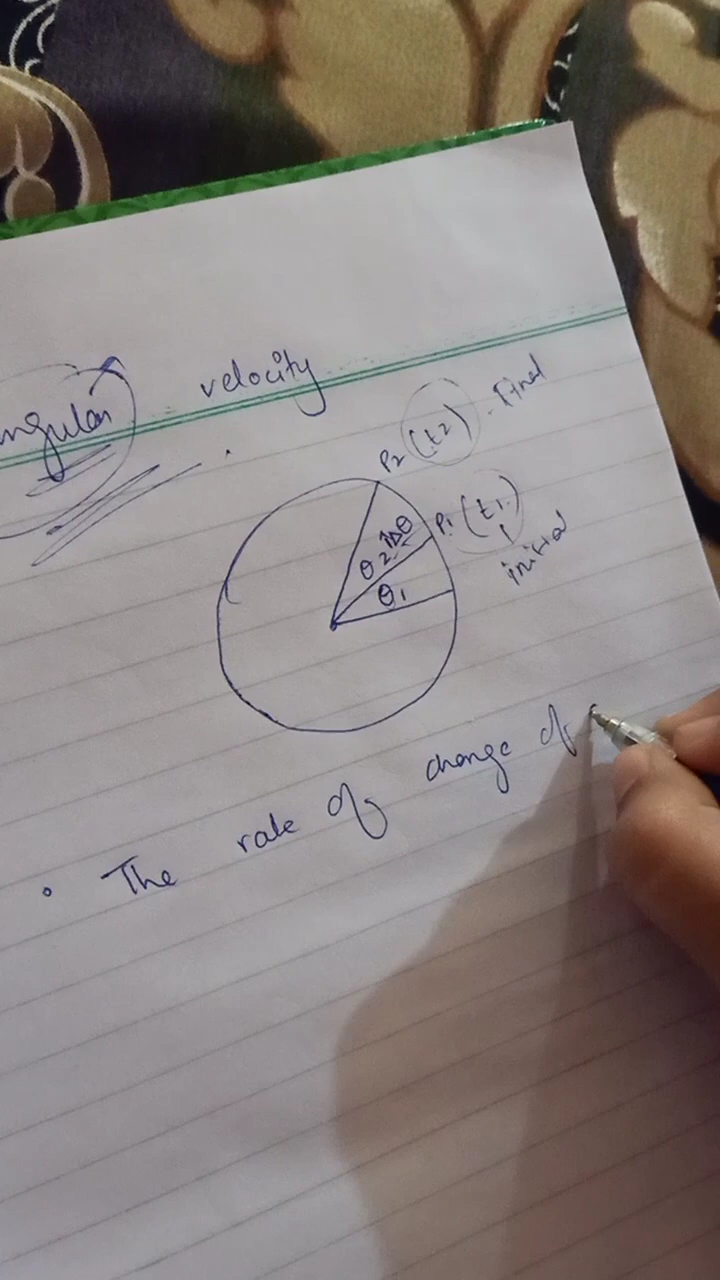 ngular velocity
P2 (t2) - Final
P1 (t1)
initial
Δθ
θ2
θ1
• The rate of change of